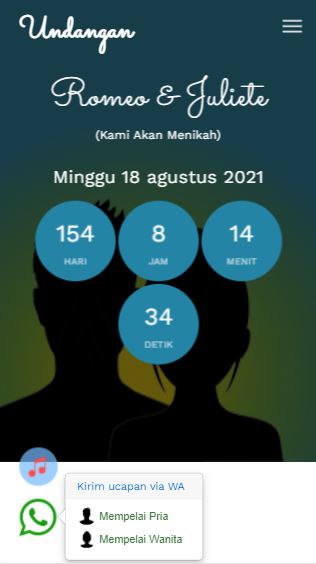 Undangan
Romeo & Juliete
(Kami Akan Menikah)
Minggu 18 agustus 2021
154
HARI
8
JAM
14
MENIT
34
DETIK
Kirim ucapan via WA
Mempelai Pria
Mempelai Wanita